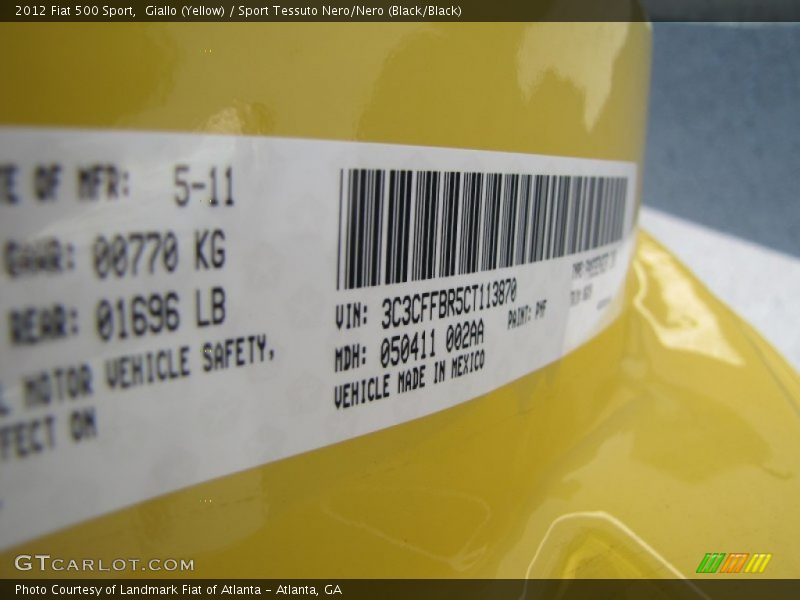 2012 Fiat 500 Sport,  Giallo (Yellow) / Sport Tessuto Nero/Nero (Black/Black)
TE OF MFR: 5-11
GAWR: 00770 KG
REAR: 01696 LB
L MOTOR VEHICLE SAFETY,
FFECT ON
VIN: 3C3CFFBR5CT113870
PAINT: PYF
MDH: 050411 002AA
VEHICLE MADE IN MEXICO
GTCARLOT.COM
Photo Courtesy of Landmark Fiat of Atlanta - Atlanta, GA